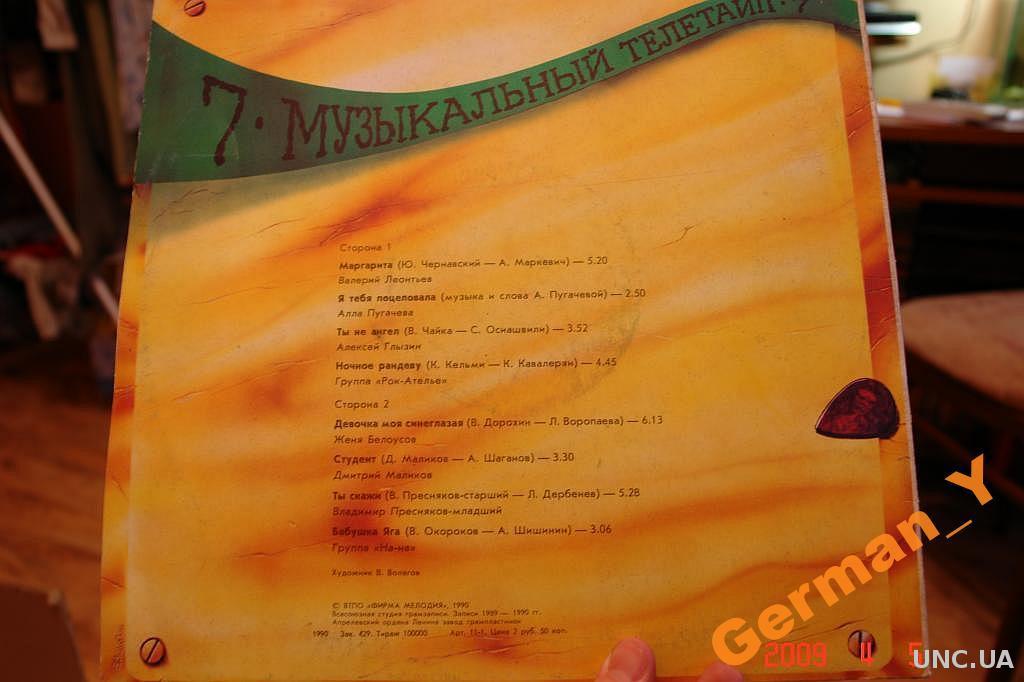 7 · МУЗЫКАЛЬНЫЙ ТЕЛЕТАЙП · 7
Сторона 1
Маргарита (Ю. Чернавский — А. Маркевич) — 5.20
Валерий Леонтьев
Я тебя поцеловала (музыка и слова А. Пугачевой) — 2.50
Алла Пугачева
Ты не ангел (В. Чайка — С. Осиашвили) — 3.52
Алексей Глызин
Ночное рандеву (К. Кельми — К. Кавалерян) — 4.45
Группа «Рок-Ателье»
Сторона 2
Девочка моя синеглазая (В. Дорохин — Л. Воропаева) — 6.13
Женя Белоусов
Студент (Д. Маликов — А. Шаганов) — 3.30
Дмитрий Маликов
Ты скажи (В. Пресняков-старший — Л. Дербенев) — 5.28
Владимир Пресняков-младший
Бабушка Яга (В. Окороков — А. Шишинин) — 3.06
Группа «На-на»
Художник В. Волегов
© ВТПО «ФИРМА МЕЛОДИЯ», 1990
Всесоюзная студия грамзаписи. Записи 1989 — 1990 гг.
Апрелевский ордена Ленина завод грампластинок
1990 Зак. 429. Тираж 100000 Арт. 11-1. Цена 2 руб. 50 коп.
German_Y
2009 4 5
UNC.UA